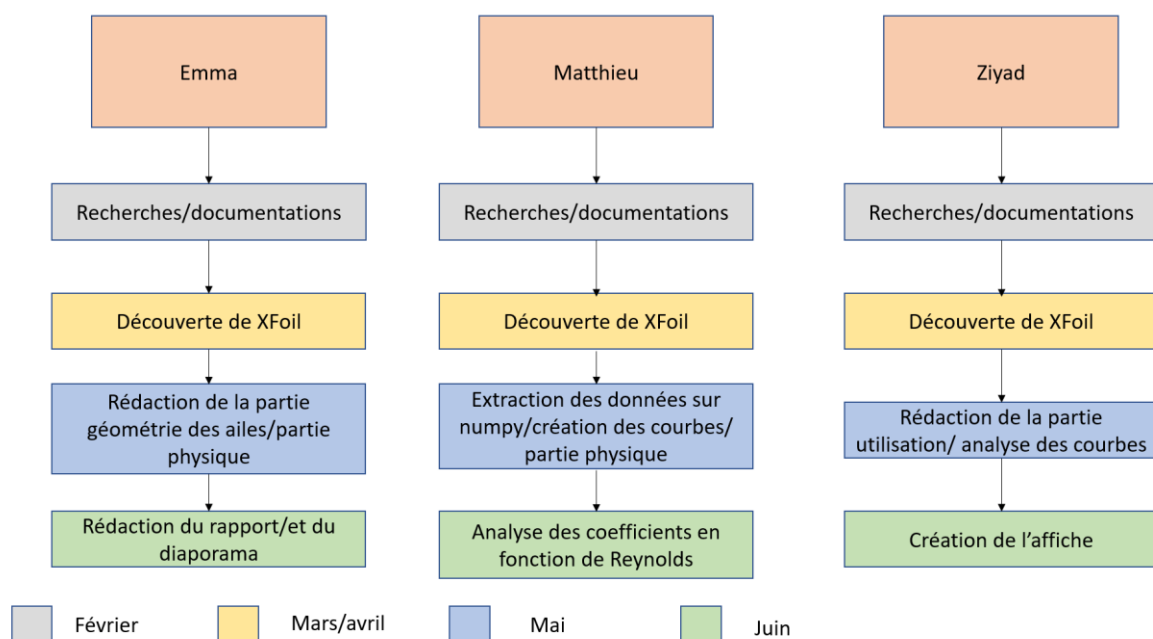 Emma
Matthieu
Ziyad
Recherches/documentations
Recherches/documentations
Recherches/documentations
Découverte de XFoil
Découverte de XFoil
Découverte de XFoil
Rédaction de la partie
géométrie des ailes/partie
physique
Extraction des données sur
numpy/création des courbes/
partie physique
Rédaction de la partie
utilisation/ analyse des courbes
Rédaction du rapport/et du
diaporama
Analyse des coefficients en
fonction de Reynolds
Création de l’affiche
Février
Mars/avril
Mai
Juin